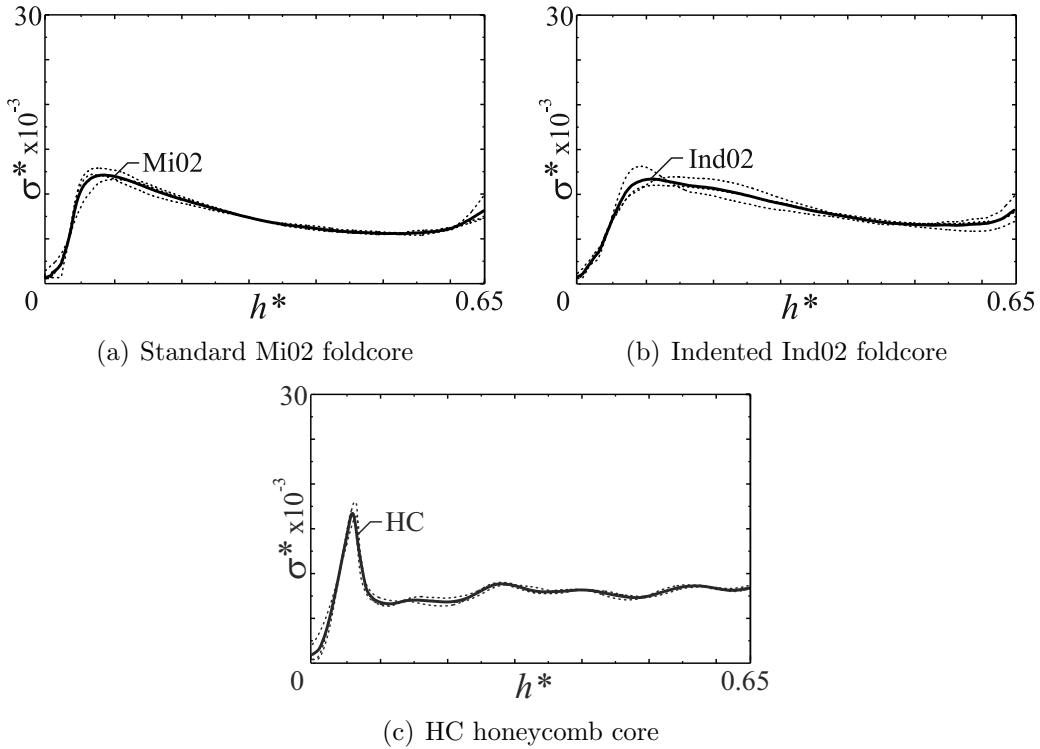 30
σ* x10⁻³
Mi02
0
h*
0.65
(a) Standard Mi02 foldcore
30
σ* x10⁻³
Ind02
0
h*
0.65
(b) Indented Ind02 foldcore
30
σ* x10⁻³
HC
0
h*
0.65
(c) HC honeycomb core